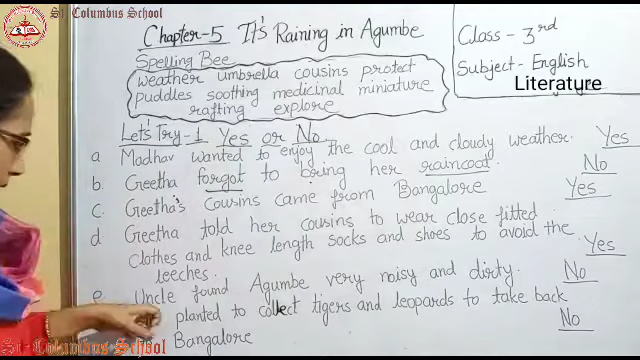 St. Columbus School
Chapter-5 It's Raining in Agumbe
Class - 3rd
Subject - English
Literature
Spelling Bee
weather umbrella cousins protect
puddles soothing medicinal miniature
rafting explore
Let's Try-1 Yes or No
a Madhav wanted to enjoy the cool and cloudy weather. Yes
b. Geetha forgot to bring her raincoat. No
c. Geetha's cousins came from Bangalore Yes
d Geetha told her cousins to wear close fitted
clothes and knee length socks and shoes to avoid the
leeches. Yes
e Uncle found Agumbe very noisy and dirty. No
planted to collect tigers and leopards to take back
Bangalore No
St. Columbus School